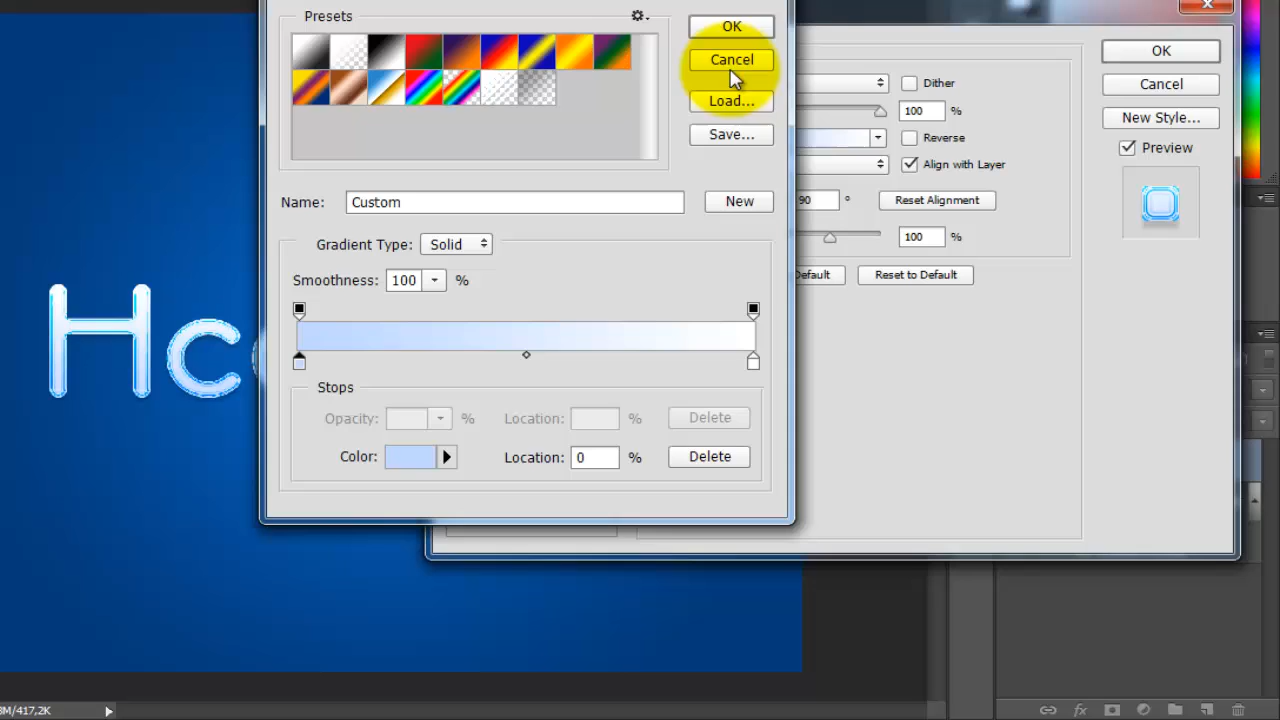 Presets
OK
Cancel
Load...
Save...
Name: Custom New
Gradient Type: Solid
Smoothness: 100 %
Stops
Opacity: % Location: % Delete
Color: Location: 0 % Delete
Dither
100 %
Reverse
Align with Layer
90 ° Reset Alignment
100 %
Default Reset to Default
OK
Cancel
New Style...
Preview
Hc
M/417,2K
fx